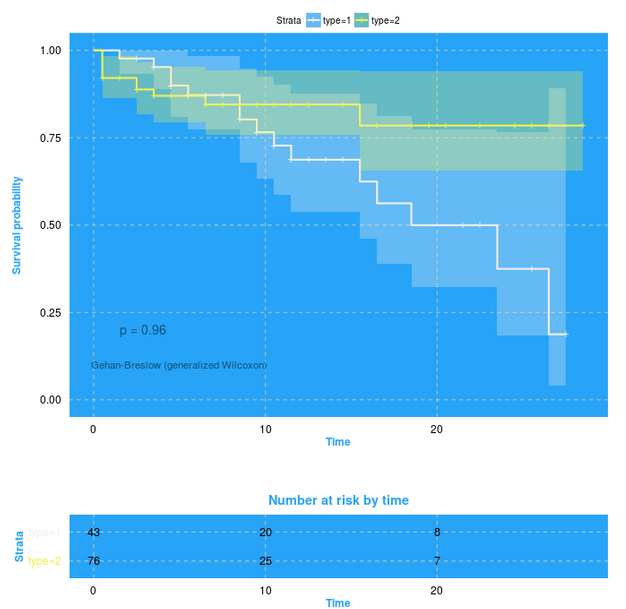 Strata type=1 type=2
1.00
0.75
0.50
0.25
0.00
Survival probability
p = 0.96
Gehan-Breslow (generalized Wilcoxon)
0 10 20
Time
Number at risk by time
Strata
type=1 43 20 8
type=2 76 25 7
0 10 20
Time